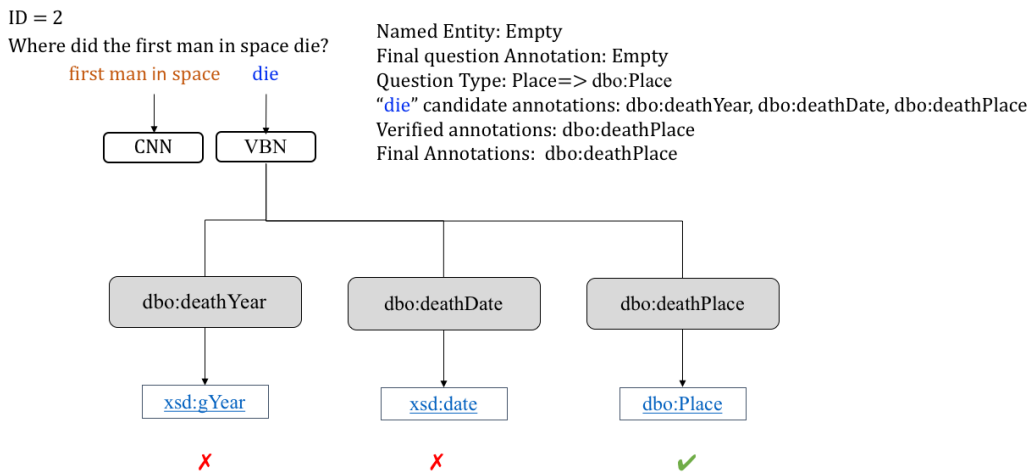 ID = 2
Where did the first man in space die?
first man in space die
CNN VBN
Named Entity: Empty
Final question Annotation: Empty
Question Type: Place=> dbo:Place
“die” candidate annotations: dbo:deathYear, dbo:deathDate, dbo:deathPlace
Verified annotations: dbo:deathPlace
Final Annotations: dbo:deathPlace
dbo:deathYear dbo:deathDate dbo:deathPlace
xsd:gYear xsd:date dbo:Place
✗ ✗ ✔